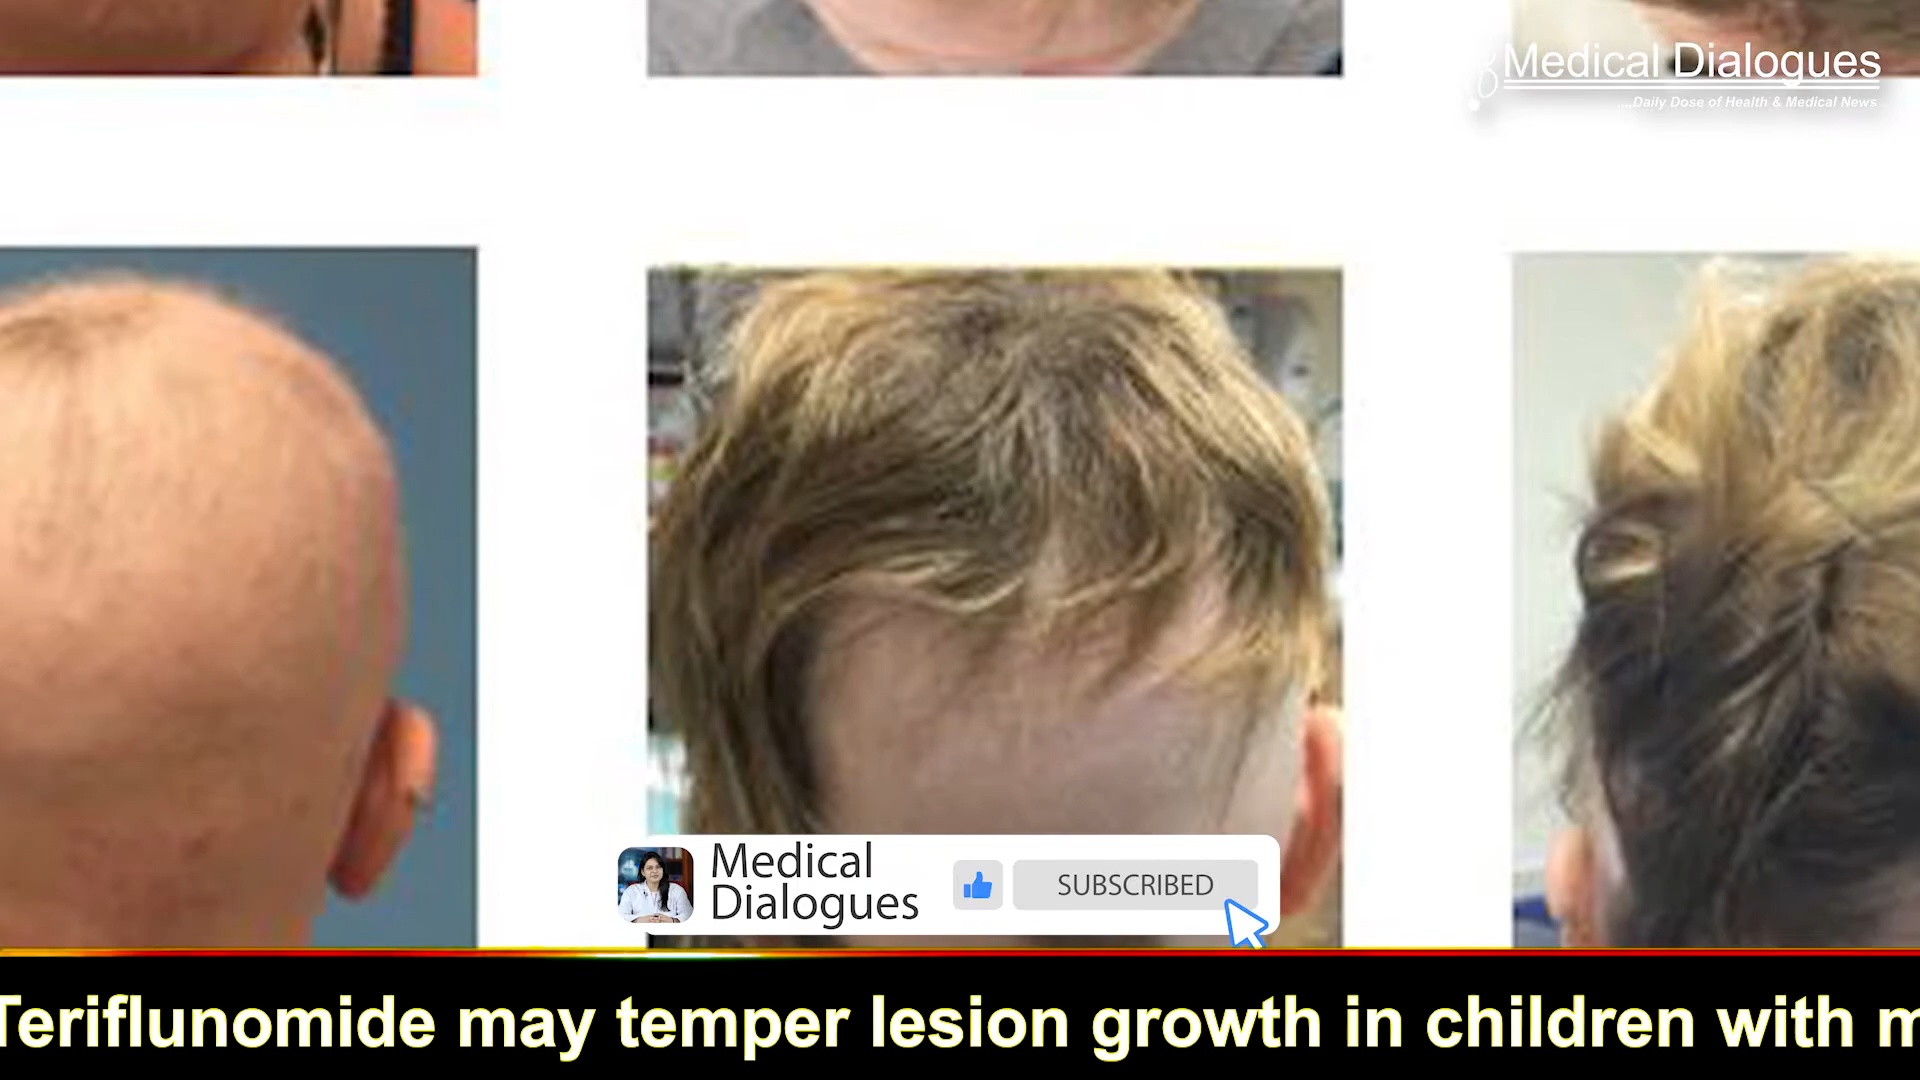 Medical Dialogues
....Daily Dose of Health & Medical News
Medical
Dialogues
SUBSCRIBED
Teriflunomide may temper lesion growth in children with m